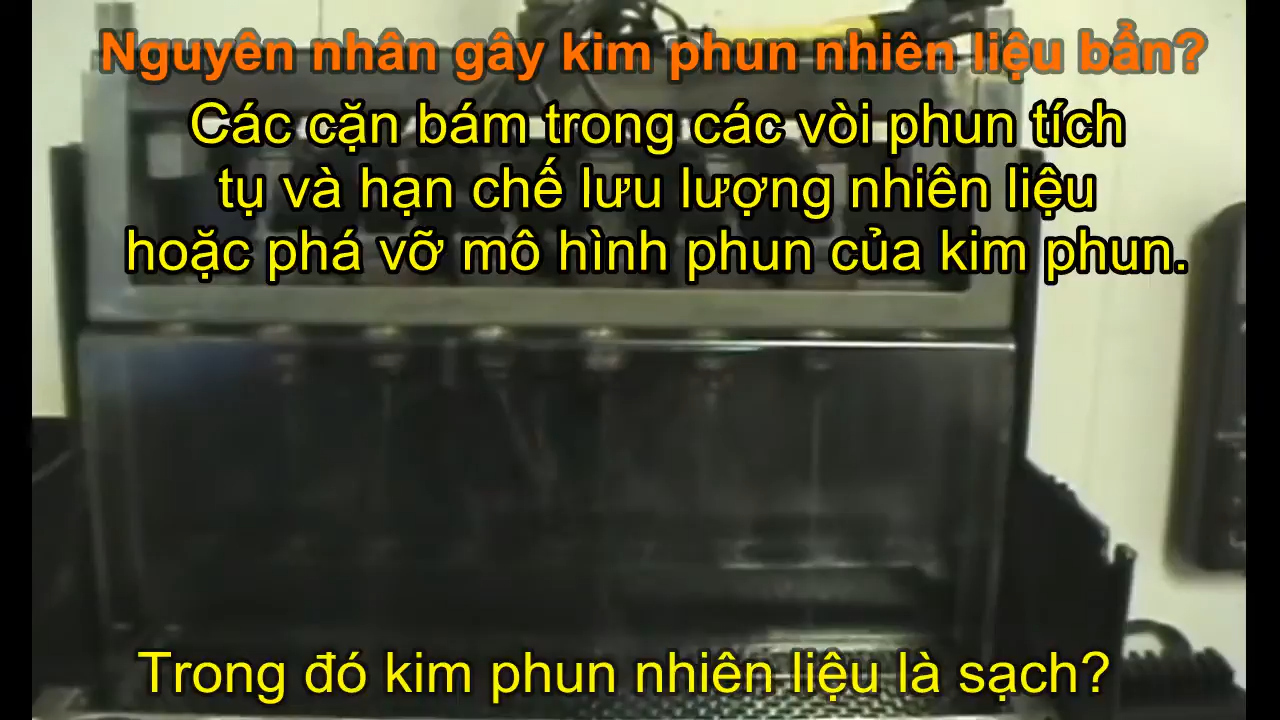 Nguyên nhân gây kim phun nhiên liệu bẩn?
Các cặn bám trong các vòi phun tích
tụ và hạn chế lưu lượng nhiên liệu
hoặc phá vỡ mô hình phun của kim phun.
Trong đó kim phun nhiên liệu là sạch?